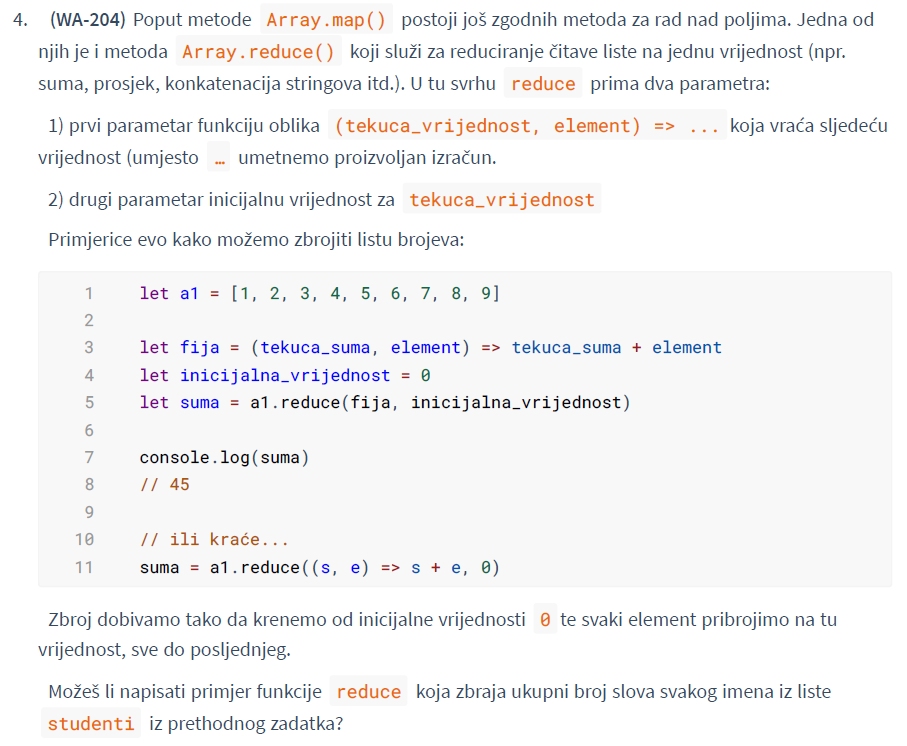 4. (WA-204) Poput metode Array.map() postoji još zgodnih metoda za rad nad poljima. Jedna od
njih je i metoda Array.reduce() koji služi za reduciranje čitave liste na jednu vrijednost (npr.
suma, prosjek, konkatenacija stringova itd.). U tu svrhu reduce prima dva parametra:
1) prvi parametar funkciju oblika (tekuca_vrijednost, element) => ... koja vraća sljedeću
vrijednost (umjesto … umetnemo proizvoljan izračun.
2) drugi parametar inicijalnu vrijednost za tekuca_vrijednost
Primjerice evo kako možemo zbrojiti listu brojeva:
1 let a1 = [1, 2, 3, 4, 5, 6, 7, 8, 9]
2
3 let fija = (tekuca_suma, element) => tekuca_suma + element
4 let inicijalna_vrijednost = 0
5 let suma = a1.reduce(fija, inicijalna_vrijednost)
6
7 console.log(suma)
8 // 45
9
10 // ili kraće...
11 suma = a1.reduce((s, e) => s + e, 0)
Zbroj dobivamo tako da krenemo od inicijalne vrijednosti 0 te svaki element pribrojimo na tu
vrijednost, sve do posljednjeg.
Možeš li napisati primjer funkcije reduce koja zbraja ukupni broj slova svakog imena iz liste
studenti iz prethodnog zadatka?